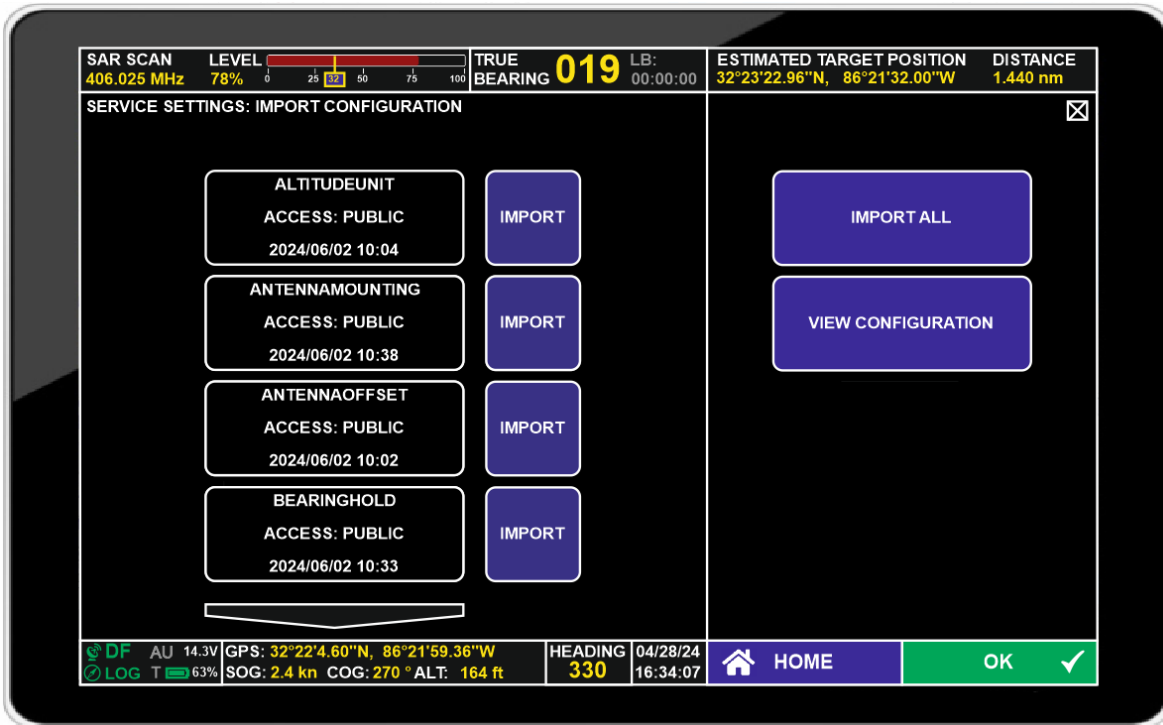 SAR SCAN LEVEL
406.025 MHz 78% 0 25 32 50 75 100
TRUE
BEARING 019 LB:
00:00:00
ESTIMATED TARGET POSITION DISTANCE
32°23'22.96"N, 86°21'32.00"W 1.440 nm
SERVICE SETTINGS: IMPORT CONFIGURATION
ALTITUDEUNIT
ACCESS: PUBLIC
2024/06/02 10:04
IMPORT
ANTENNAMOUNTING
ACCESS: PUBLIC
2024/06/02 10:38
IMPORT
ANTENNAOFFSET
ACCESS: PUBLIC
2024/06/02 10:02
IMPORT
BEARINGHOLD
ACCESS: PUBLIC
2024/06/02 10:33
IMPORT
IMPORT ALL
VIEW CONFIGURATION
DF AU 14.3V
LOG T 63%
GPS: 32°22'4.60"N, 86°21'59.36"W
SOG: 2.4 kn COG: 270 ° ALT: 164 ft
HEADING
330
04/28/24
16:34:07
HOME
OK